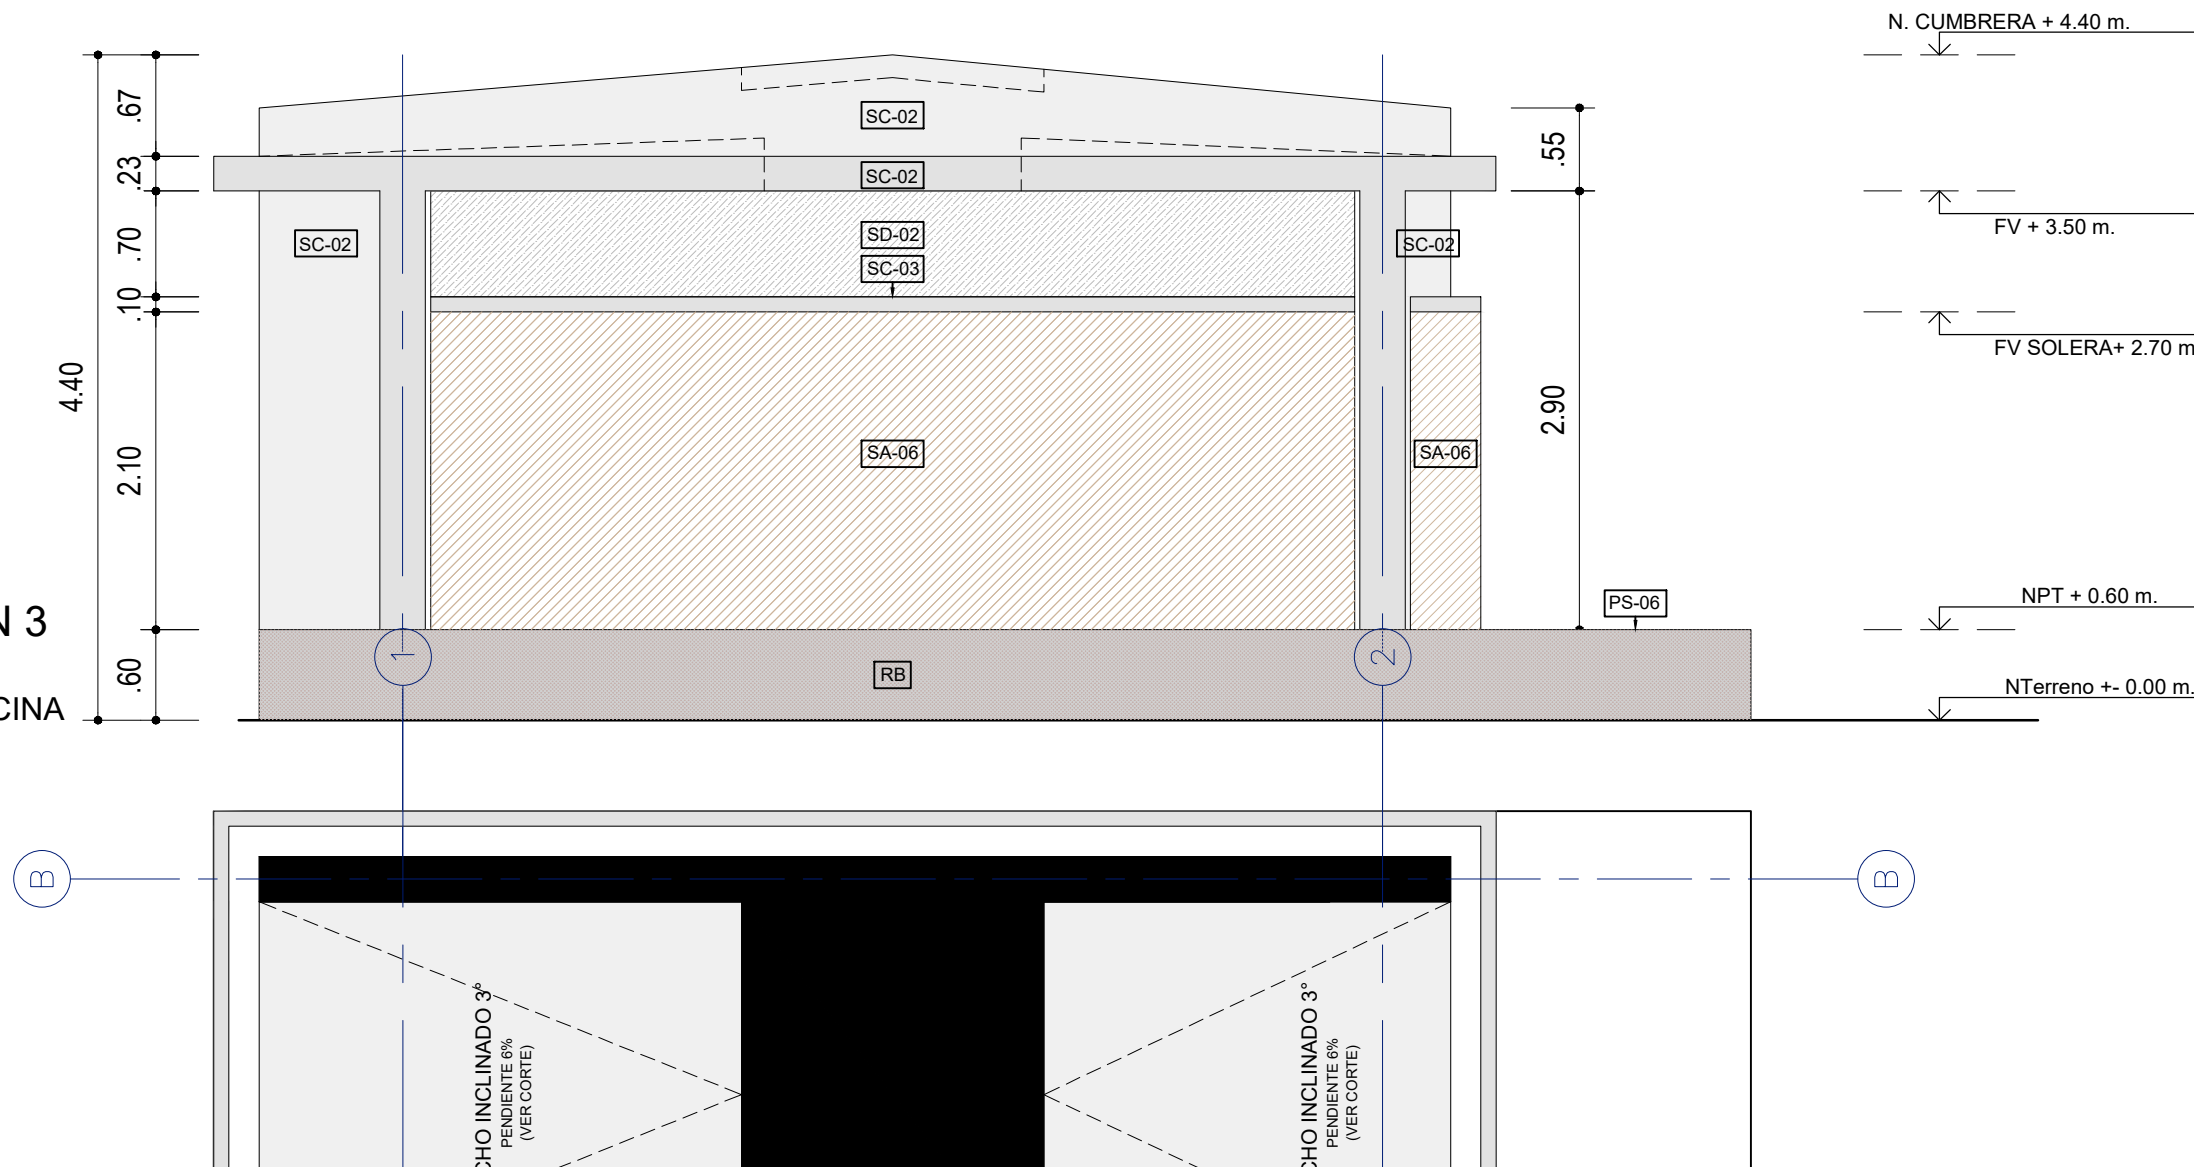 N. CUMBRERA + 4.40 m.
.67
.23
.70
.10
4.40
2.10
.60
SC-02
SC-02
SC-02
SD-02
SC-03
SC-02
.55
2.90
SA-06
SA-06
FV + 3.50 m.
FV SOLERA+ 2.70 m
PS-06
NPT + 0.60 m.
NTerreno +- 0.00 m.
N 3
CINA
1
2
RB
B
B
CHO INCLINADO 3°
PENDIENTE 6%
(VER CORTE)
CHO INCLINADO 3°
PENDIENTE 6%
(VER CORTE)